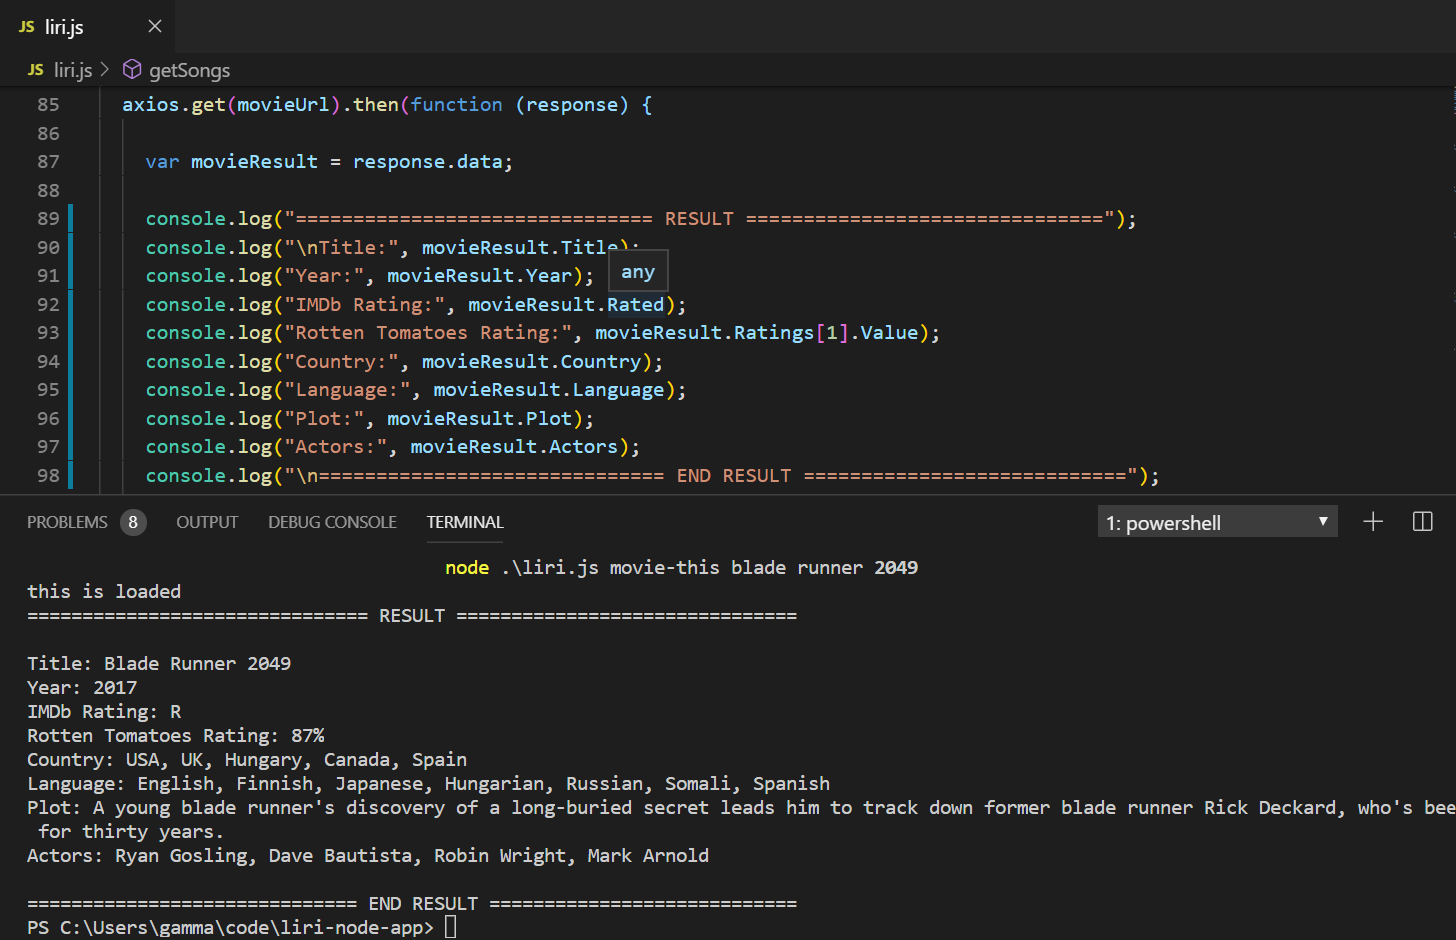 JS liri.js ×
JS liri.js > getSongs
85 axios.get(movieUrl).then(function (response) {
86
87 var movieResult = response.data;
88
89 console.log("=============================== RESULT ===============================");
90 console.log("\nTitle:", movieResult.Title);
91 console.log("Year:", movieResult.Year); any
92 console.log("IMDb Rating:", movieResult.Rated);
93 console.log("Rotten Tomatoes Rating:", movieResult.Ratings[1].Value);
94 console.log("Country:", movieResult.Country);
95 console.log("Language:", movieResult.Language);
96 console.log("Plot:", movieResult.Plot);
97 console.log("Actors:", movieResult.Actors);
98 console.log("\n============================== END RESULT ============================");
PROBLEMS 8 OUTPUT DEBUG CONSOLE TERMINAL 1: powershell
node .\liri.js movie-this blade runner 2049
this is loaded
=============================== RESULT ===============================
Title: Blade Runner 2049
Year: 2017
IMDb Rating: R
Rotten Tomatoes Rating: 87%
Country: USA, UK, Hungary, Canada, Spain
Language: English, Finnish, Japanese, Hungarian, Russian, Somali, Spanish
Plot: A young blade runner's discovery of a long-buried secret leads him to track down former blade runner Rick Deckard, who's bee
for thirty years.
Actors: Ryan Gosling, Dave Bautista, Robin Wright, Mark Arnold
============================== END RESULT ============================
PS C:\Users\gamma\code\liri-node-app>